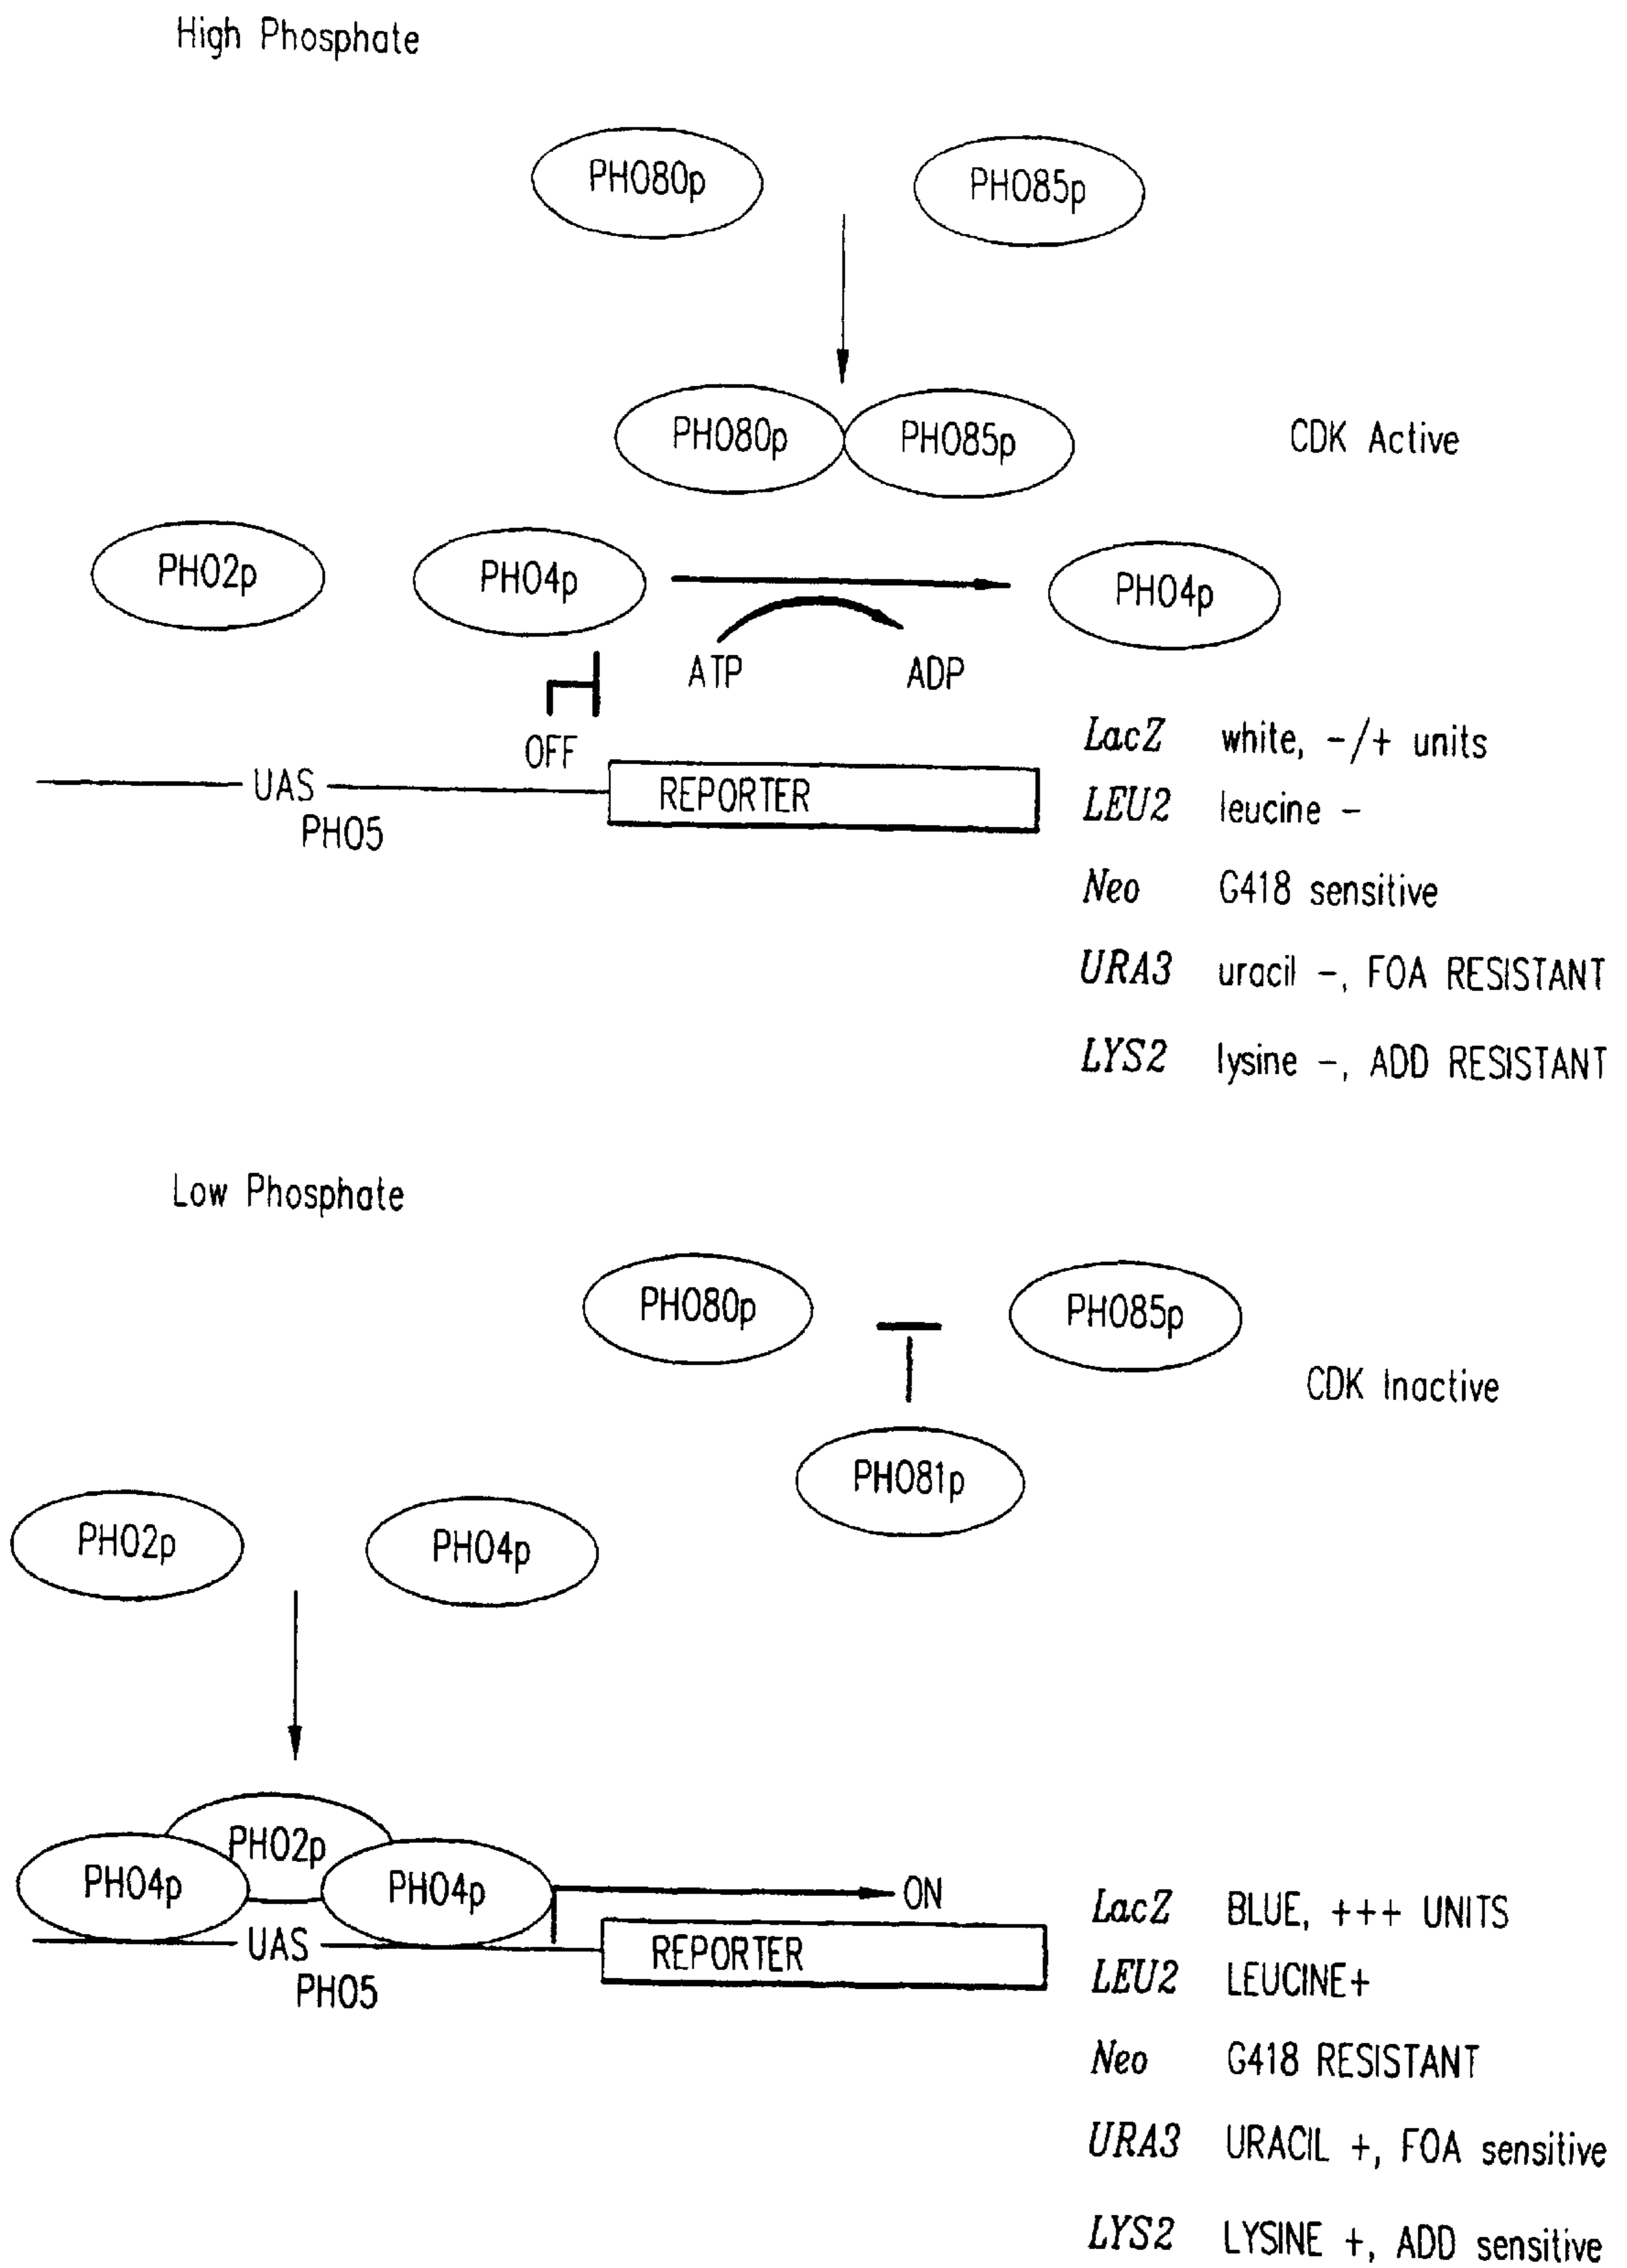 High Phosphate
PHO80p
PHO85p
PHO80p
PHO85p
CDK Active
PHO2p
PHO4p
PHO4p
ATP
ADP
OFF
UAS
PHO5
REPORTER
LacZ white, -/+ units
LEU2 leucine -
Neo G418 sensitive
URA3 uracil -, FOA RESISTANT
LYS2 lysine -, ADD RESISTANT
Low Phosphate
PHO80p
PHO85p
CDK Inactive
PHO81p
PHO2p
PHO4p
PHO2p
PHO4p
PHO4p
ON
UAS
PHO5
REPORTER
LacZ BLUE, +++ UNITS
LEU2 LEUCINE+
Neo G418 RESISTANT
URA3 URACIL +, FOA sensitive
LYS2 LYSINE +, ADD sensitive